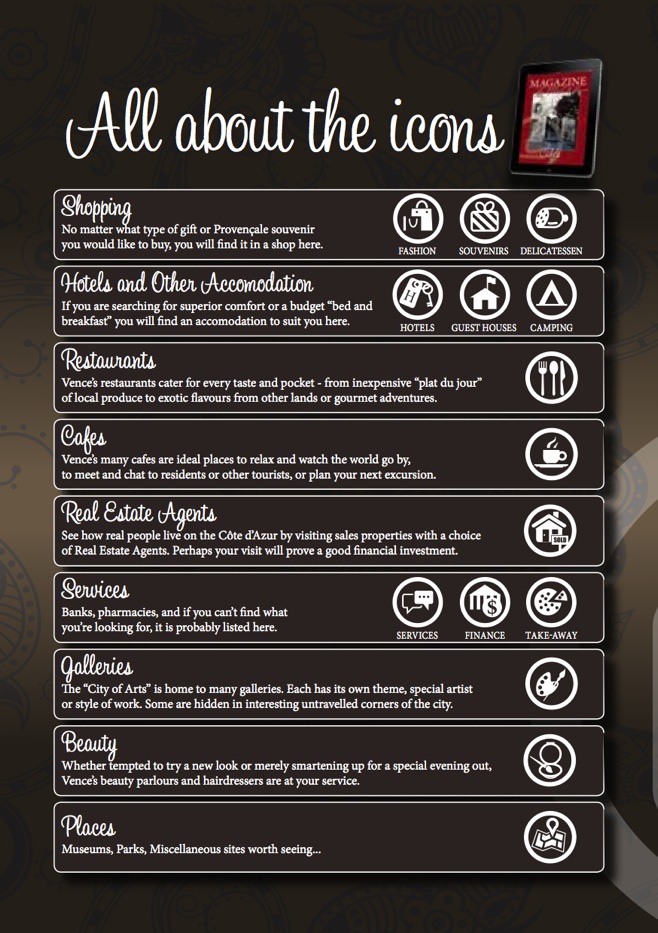 All about the icons
MAGAZINE
Shopping
No matter what type of gift or Provençale souvenir
you would like to buy, you will find it in a shop here.
FASHION
SOUVENIRS
DELICATESSEN
Hotels and Other Accomodation
If you are searching for superior comfort or a budget “bed and
breakfast” you will find an accomodation to suit you here.
H
HOTELS
GUEST HOUSES
CAMPING
Restaurants
Vence’s restaurants cater for every taste and pocket - from inexpensive “plat du jour”
of local produce to exotic flavours from other lands or gourmet adventures.
Cafes
Vence’s many cafes are ideal places to relax and watch the world go by,
to meet and chat to residents or other tourists, or plan your next excursion.
Real Estate Agents
See how real people live on the Côte d’Azur by visiting sales properties with a choice
of Real Estate Agents. Perhaps your visit will prove a good financial investment.
SOLD
Services
Banks, pharmacies, and if you can’t find what
you’re looking for, it is probably listed here.
$
SERVICES
FINANCE
TAKE-AWAY
Galleries
The “City of Arts” is home to many galleries. Each has its own theme, special artist
or style of work. Some are hidden in interesting untravelled corners of the city.
Beauty
Whether tempted to try a new look or merely smartening up for a special evening out,
Vence’s beauty parlours and hairdressers are at your service.
Places
Museums, Parks, Miscellaneous sites worth seeing...